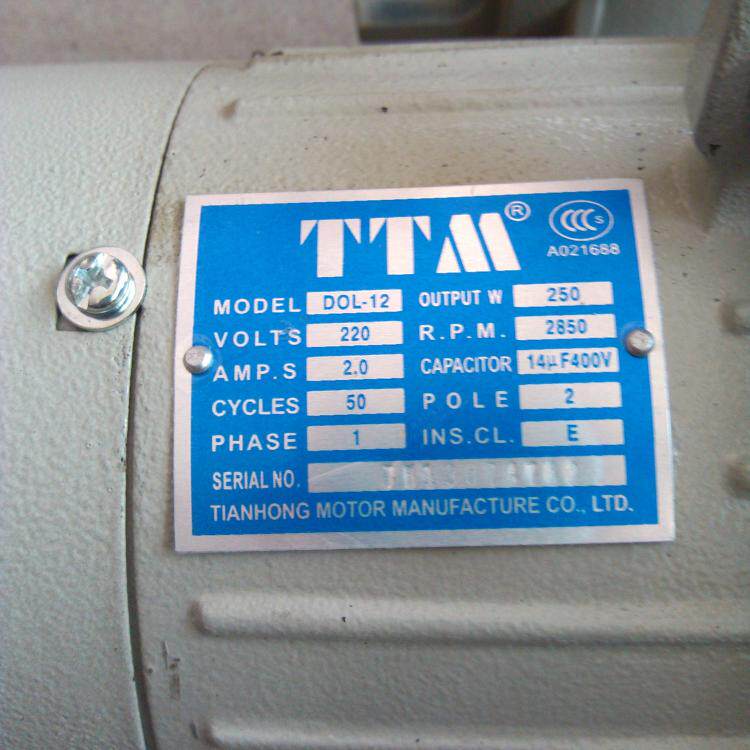 TTM ® CCC S
A021688
MODEL DOL-12 OUTPUT W 250
VOLTS 220 R.P.M. 2850
AMP.S 2.0 CAPACITOR 14μF400V
CYCLES 50 POLE 2
PHASE 1 INS.CL. E
SERIAL NO.
TIANHONG MOTOR MANUFACTURE CO., LTD.